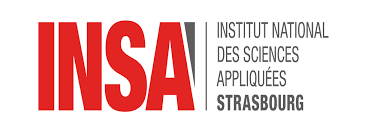 INSA
INSTITUT NATIONAL
DES SCIENCES
APPLIQUÉES
STRASBOURG